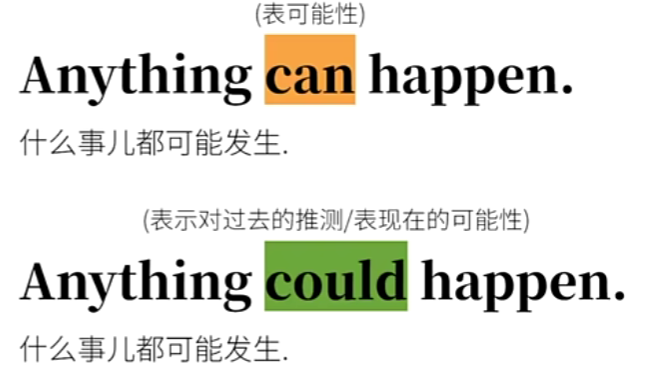 (表可能性)
Anything can happen.
什么事儿都可能发生.
(表示对过去的推测/表现在的可能性)
Anything could happen.
什么事儿都可能发生.